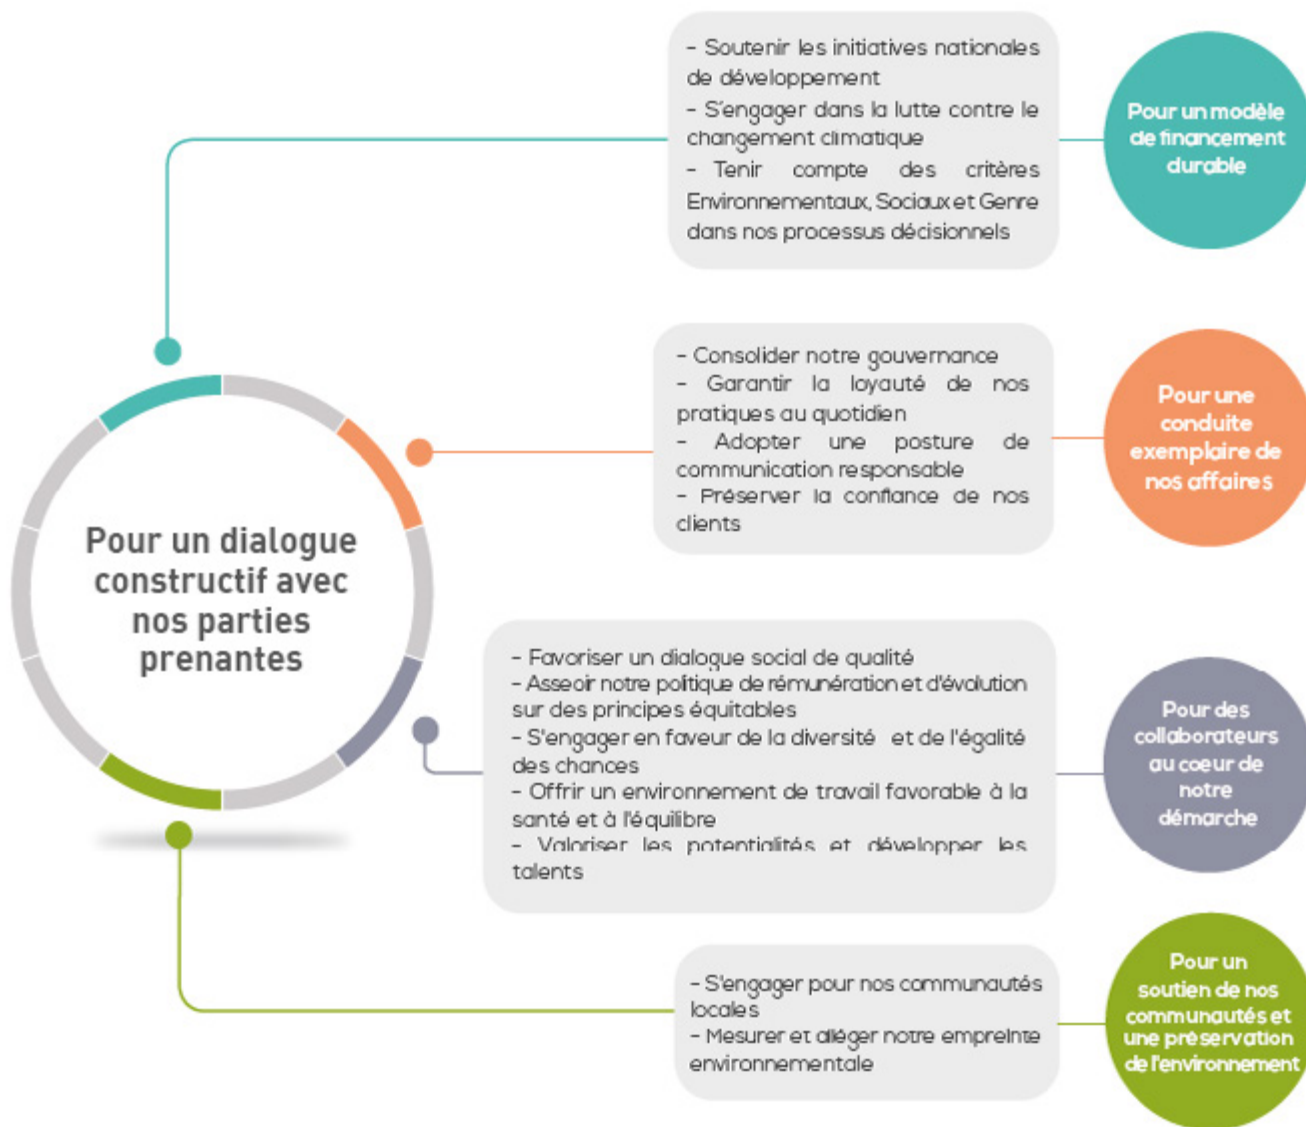 - Soutenir les initiatives nationales
de développement
- S'engager dans la lutte contre le
changement climatique
- Tenir compte des critères
Environnementaux, Sociaux et Genre
dans nos processus décisionnels
Pour un modèle
de financement
durable
- Consolider notre gouvernance
- Garantir la loyauté de nos
pratiques au quotidien
- Adopter une posture de
communication responsable
- Préserver la confiance de nos
clients
Pour une
conduite
exemplaire de
nos affaires
Pour un dialogue
constructif avec
nos parties
prenantes
- Favoriser un dialogue social de qualité
- Asseoir notre politique de rémunération et d'évolution
sur des principes équitables
- S'engager en faveur de la diversité et de l'égalité
des chances
- Offrir un environnement de travail favorable à la
santé et à l'équilibre
- Valoriser les potentialités et développer les
talents
Pour des
collaborateurs
au coeur de
notre
démarche
- S'engager pour nos communautés
locales
- Mesurer et alléger notre empreinte
environnementale
Pour un
soutien de nos
communautés et
une préservation
de l'environnement